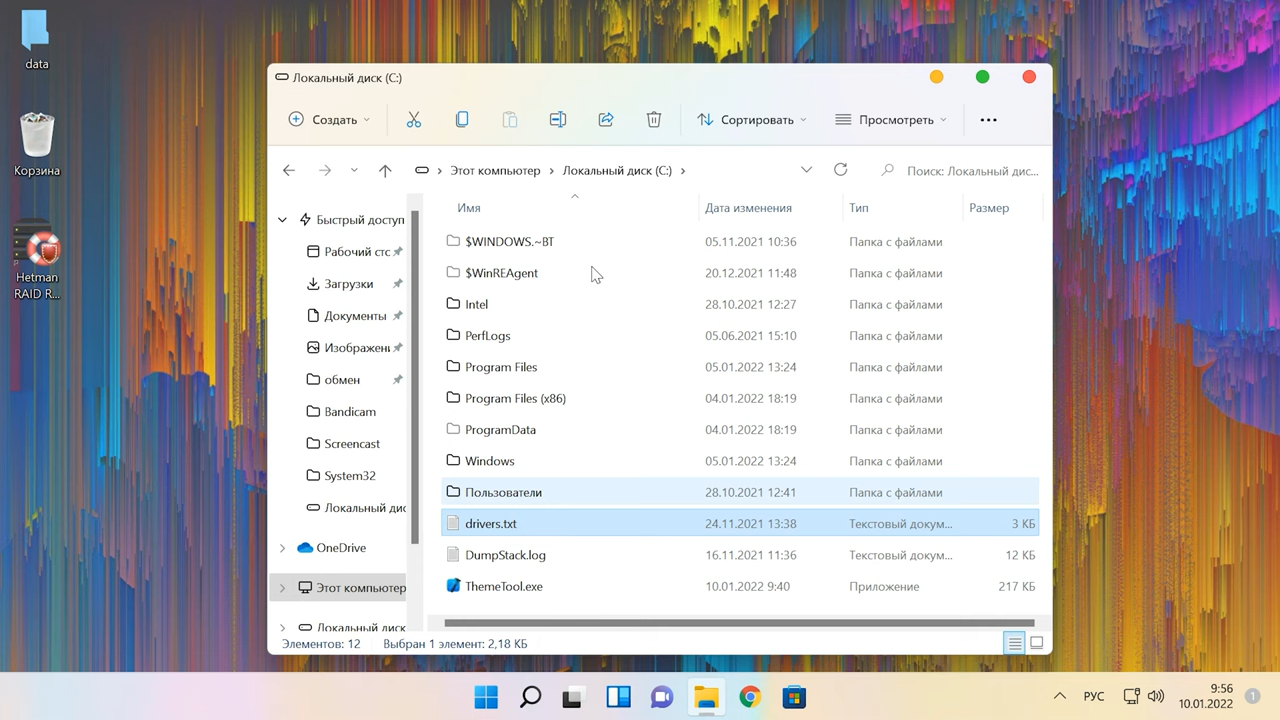 data
Корзина
Hetman
RAID R...
Локальный диск (C:)
Создать
Сортировать
Просмотреть
Этот компьютер > Локальный диск (C:) >
Поиск: Локальный дис...
Быстрый доступ
Рабочий сто
Загрузки
Документы
Изображени
обмен
Bandicam
Screencast
System32
Локальный дис
OneDrive
Этот компьютер
Локальный диск
Имя Дата изменения Тип Размер
$WINDOWS.~BT 05.11.2021 10:36 Папка с файлами
$WinREAgent 20.12.2021 11:48 Папка с файлами
Intel 28.10.2021 12:27 Папка с файлами
PerfLogs 05.06.2021 15:10 Папка с файлами
Program Files 05.01.2022 13:24 Папка с файлами
Program Files (x86) 04.01.2022 18:19 Папка с файлами
ProgramData 04.01.2022 18:19 Папка с файлами
Windows 05.01.2022 13:24 Папка с файлами
Пользователи 28.10.2021 12:41 Папка с файлами
drivers.txt 24.11.2021 13:38 Текстовый докум... 3 КБ
DumpStack.log 16.11.2021 11:36 Текстовый докум... 12 КБ
ThemeTool.exe 10.01.2022 9:40 Приложение 217 КБ
Элементов: 12 Выбран 1 элемент: 2,18 КБ
РУС
9:56
10.01.2022
1